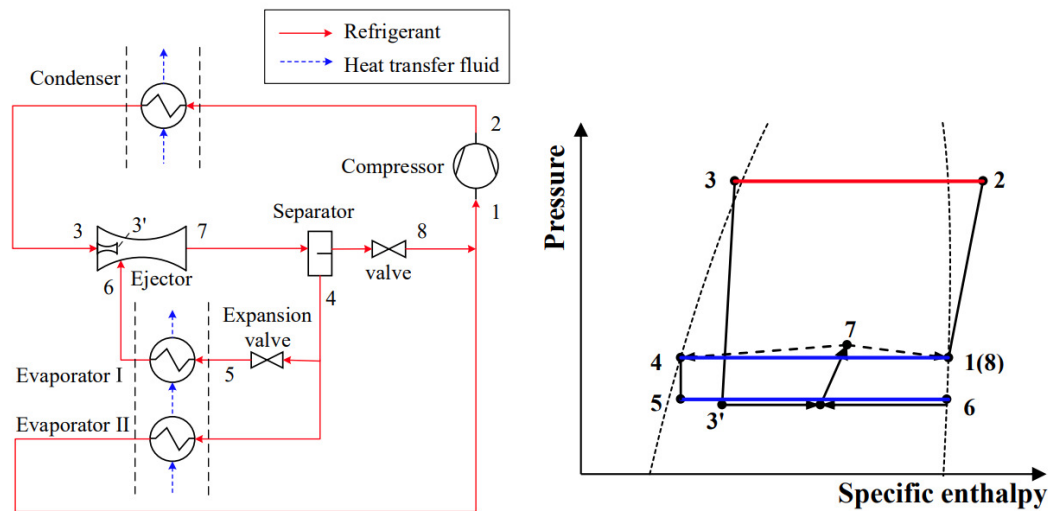 Refrigerant
Heat transfer fluid
Condenser
2
Compressor
1
3
3'
7
Separator
8
valve
Ejector
6
4
Expansion
valve
5
Evaporator I
Evaporator II
Pressure
3
2
7
4
1(8)
5
3'
6
Specific enthalpy